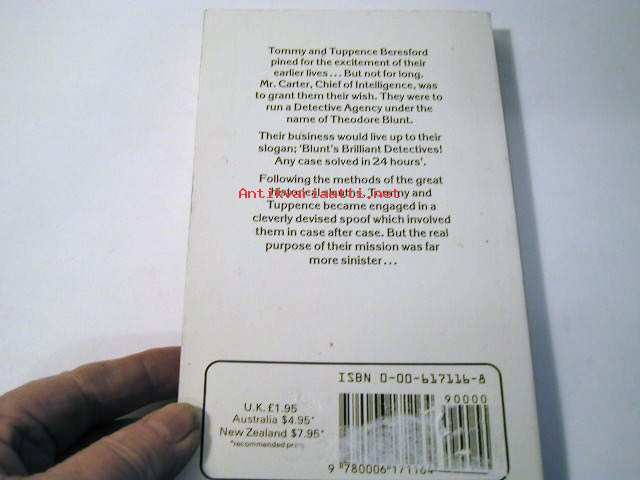 Tommy and Tuppence Beresford
pined for the excitement of their
earlier lives... But not for long.
Mr. Carter, Chief of Intelligence, was
to grant them their wish. They were to
run a Detective Agency under the
name of Theodore Blunt.
Their business would live up to their
slogan; 'Blunt's Brilliant Detectives!
Any case solved in 24 hours'.
Following the methods of the great
Tommy and
Antikvariaatti.net
Tuppence became engaged in a
cleverly devised spoof which involved
them in case after case. But the real
purpose of their mission was far
more sinister...
ISBN 0-00-617116-8
90000
U.K. £1.95
Australia $4.95*
New Zealand $7.95*
*recommended price
9 780006 171164